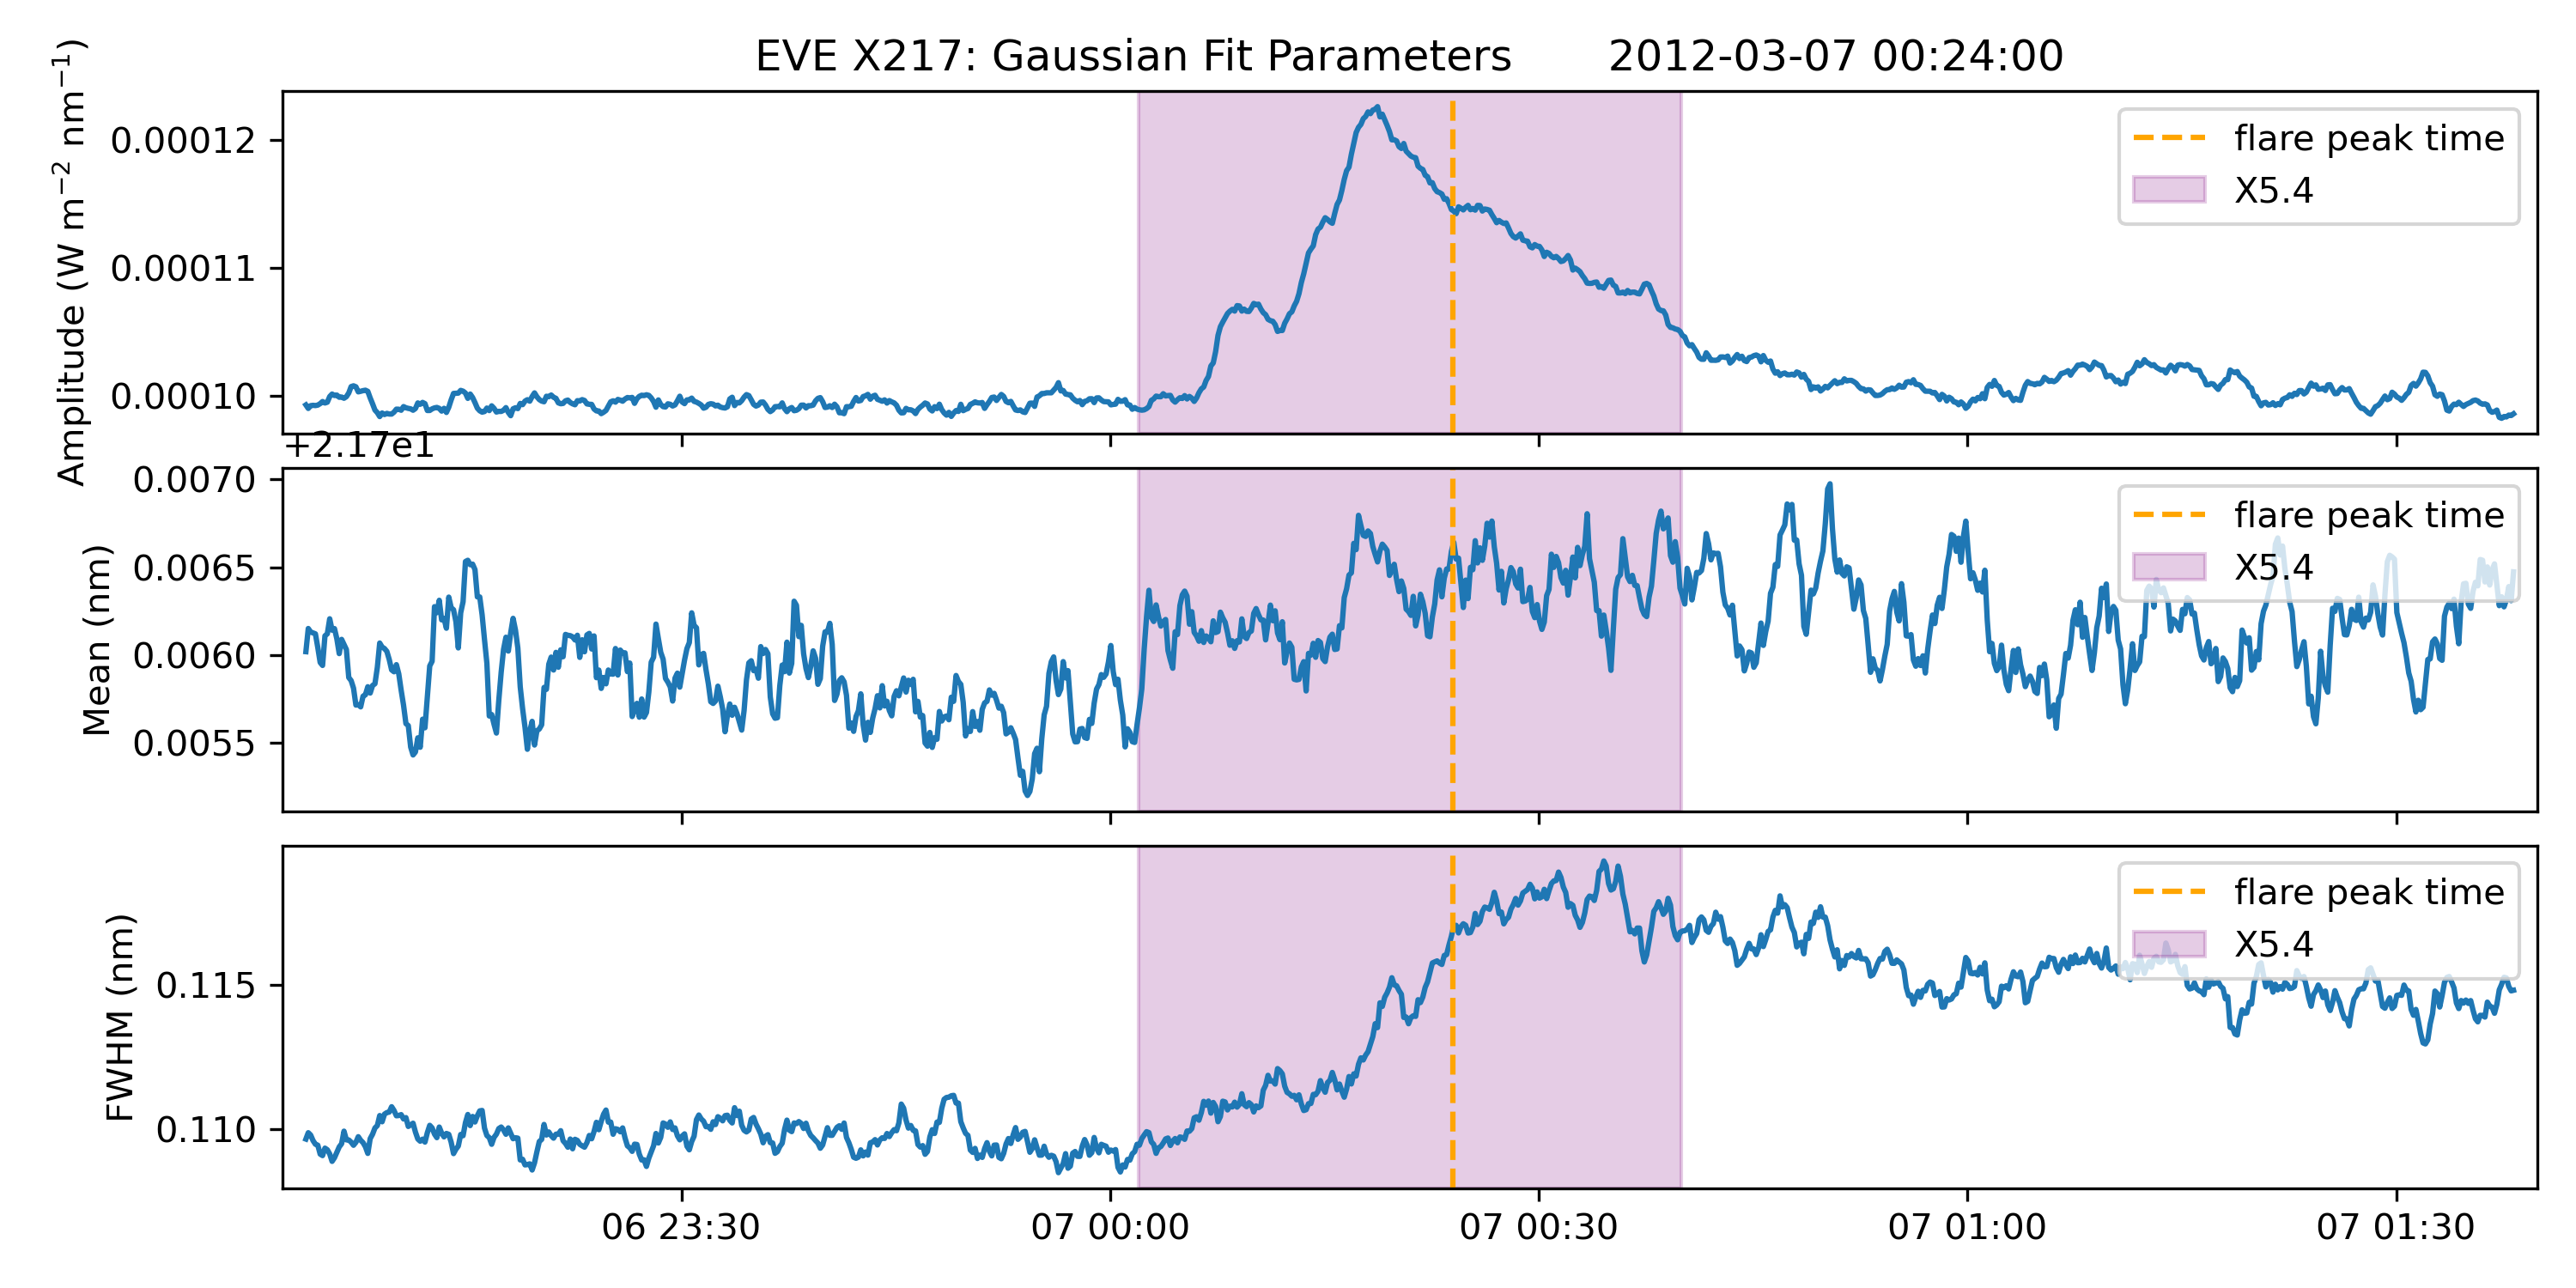 EVE X217: Gaussian Fit Parameters 2012-03-07 00:24:00
Amplitude (W m⁻² nm⁻¹)
0.00012
0.00011
0.00010
flare peak time
X5.4
+2.17e1
Mean (nm)
0.0070
0.0065
0.0060
0.0055
flare peak time
X5.4
FWHM (nm)
0.115
0.110
flare peak time
X5.4
06 23:30 07 00:00 07 00:30 07 01:00 07 01:30